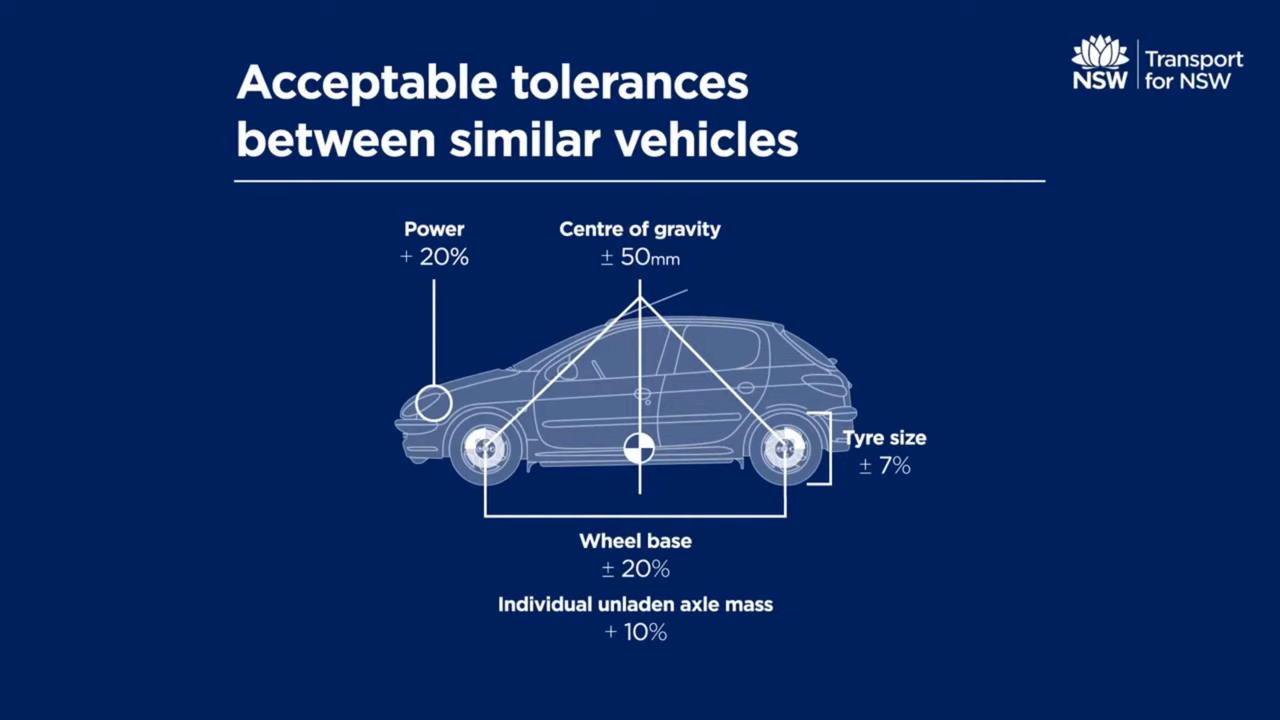 Acceptable tolerances
between similar vehicles
NSW
Transport
for NSW
Power
+ 20%
Centre of gravity
± 50mm
Tyre size
± 7%
Wheel base
± 20%
Individual unladen axle mass
+ 10%